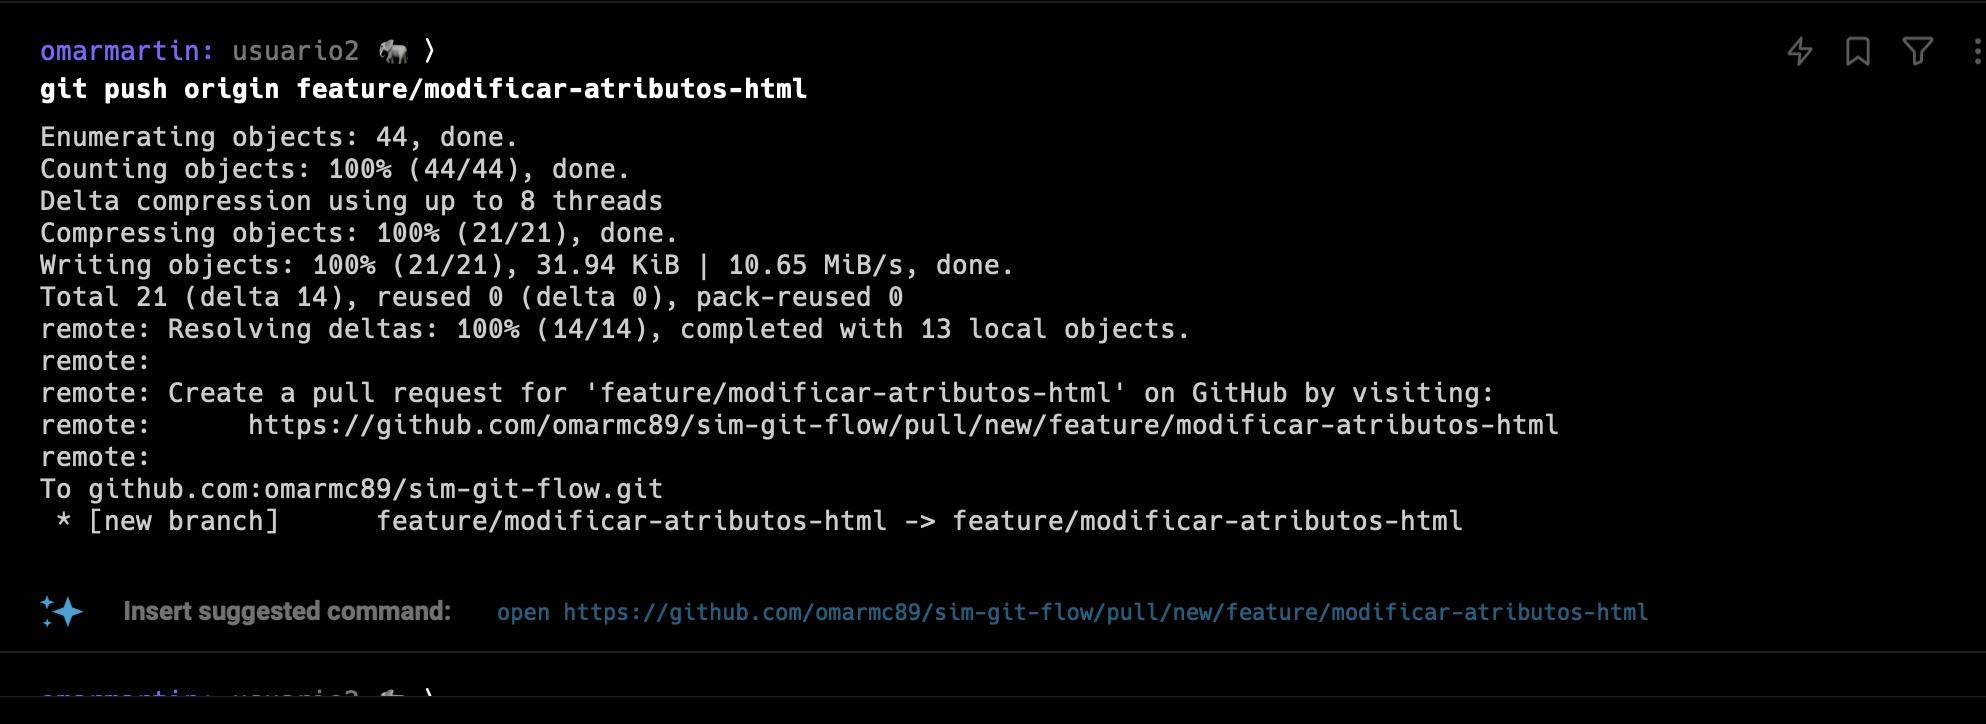 omarmartin: usuario2 🐘 ⟩
git push origin feature/modificar-atributos-html
Enumerating objects: 44, done.
Counting objects: 100% (44/44), done.
Delta compression using up to 8 threads
Compressing objects: 100% (21/21), done.
Writing objects: 100% (21/21), 31.94 KiB | 10.65 MiB/s, done.
Total 21 (delta 14), reused 0 (delta 0), pack-reused 0
remote: Resolving deltas: 100% (14/14), completed with 13 local objects.
remote:
remote: Create a pull request for 'feature/modificar-atributos-html' on GitHub by visiting:
remote:      https://github.com/omarmc89/sim-git-flow/pull/new/feature/modificar-atributos-html
remote:
To github.com:omarmc89/sim-git-flow.git
 * [new branch]      feature/modificar-atributos-html -> feature/modificar-atributos-html
Insert suggested command: open https://github.com/omarmc89/sim-git-flow/pull/new/feature/modificar-atributos-html